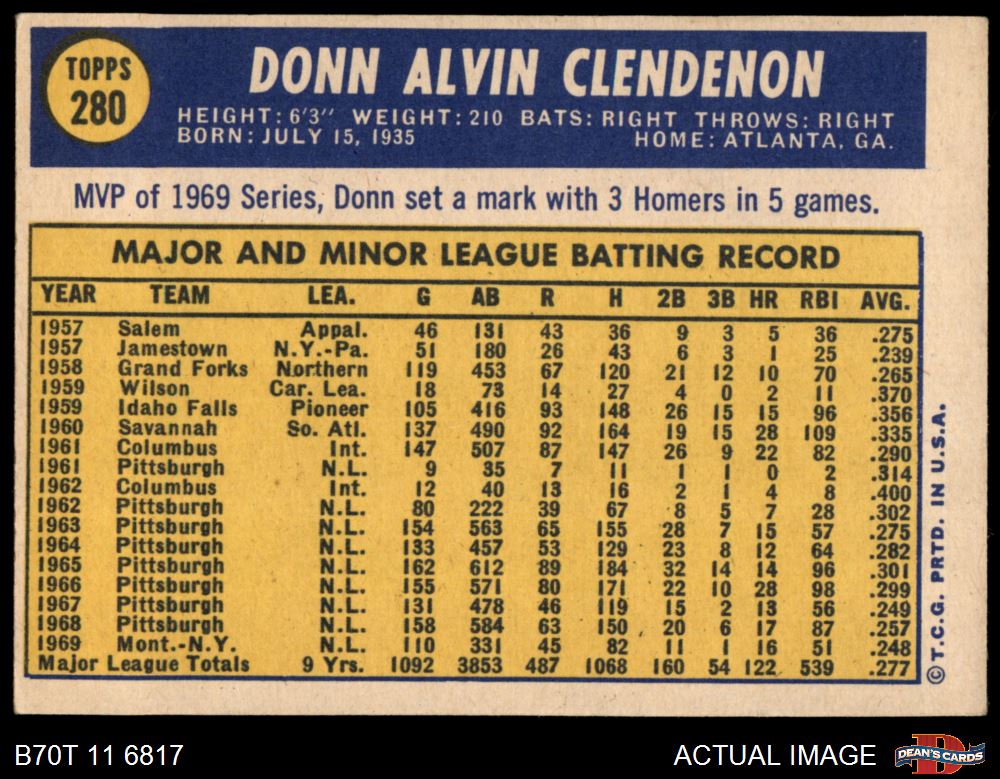 TOPPS
280
DONN ALVIN CLENDENON
HEIGHT: 6'3" WEIGHT: 210 BATS: RIGHT THROWS: RIGHT
BORN: JULY 15, 1935 HOME: ATLANTA, GA.
MVP of 1969 Series, Donn set a mark with 3 Homers in 5 games.
MAJOR AND MINOR LEAGUE BATTING RECORD
YEAR TEAM LEA. G AB R H 2B 3B HR RBI AVG.
1957 Salem Appal. 46 131 43 36 9 3 5 36 .275
1957 Jamestown N.Y.-Pa. 51 180 26 43 6 3 1 25 .239
1958 Grand Forks Northern 119 453 67 120 21 12 10 70 .265
1959 Wilson Car. Lea. 18 73 14 27 4 0 2 11 .370
1959 Idaho Falls Pioneer 105 416 93 148 26 15 15 96 .356
1960 Savannah So. Atl. 137 490 92 164 19 15 28 109 .335
1961 Columbus Int. 147 507 87 147 26 9 22 82 .290
1961 Pittsburgh N.L. 9 35 7 11 1 1 0 2 .314
1962 Columbus Int. 12 40 13 16 2 1 4 8 .400
1962 Pittsburgh N.L. 80 222 39 67 8 5 7 28 .302
1963 Pittsburgh N.L. 154 563 65 155 28 7 15 57 .275
1964 Pittsburgh N.L. 133 457 53 129 23 8 12 64 .282
1965 Pittsburgh N.L. 162 612 89 184 32 14 14 96 .301
1966 Pittsburgh N.L. 155 571 80 171 22 10 28 98 .299
1967 Pittsburgh N.L. 131 478 46 119 15 2 13 56 .249
1968 Pittsburgh N.L. 158 584 63 150 20 6 17 87 .257
1969 Mont.-N.Y. N.L. 110 331 45 82 11 1 16 51 .248
Major League Totals 9 Yrs. 1092 3853 487 1068 160 54 122 539 .277
© T.C.G. PRTD. IN U.S.A.
B70T 11 6817
ACTUAL IMAGE
DEAN'S CARDS